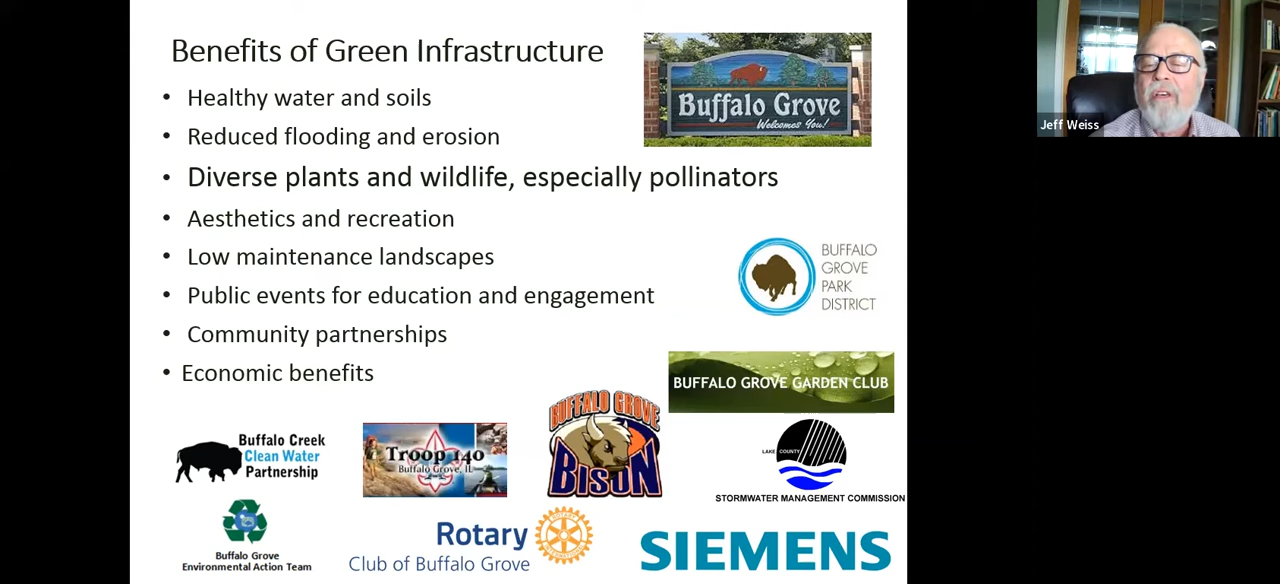 Benefits of Green Infrastructure
• Healthy water and soils
• Reduced flooding and erosion
• Diverse plants and wildlife, especially pollinators
• Aesthetics and recreation
• Low maintenance landscapes
• Public events for education and engagement
• Community partnerships
• Economic benefits
Buffalo Grove
Welcomes You!
Jeff Weiss
BUFFALO
GROVE
PARK
DISTRICT
BUFFALO GROVE GARDEN CLUB
Buffalo Creek
Clean Water
Partnership
Troop 140
Buffalo Grove, IL
BUFFALO GROVE
BISON
LAKE COUNTY
STORMWATER MANAGEMENT COMMISSION
Buffalo Grove
Environmental Action Team
Rotary
Club of Buffalo Grove
SIEMENS